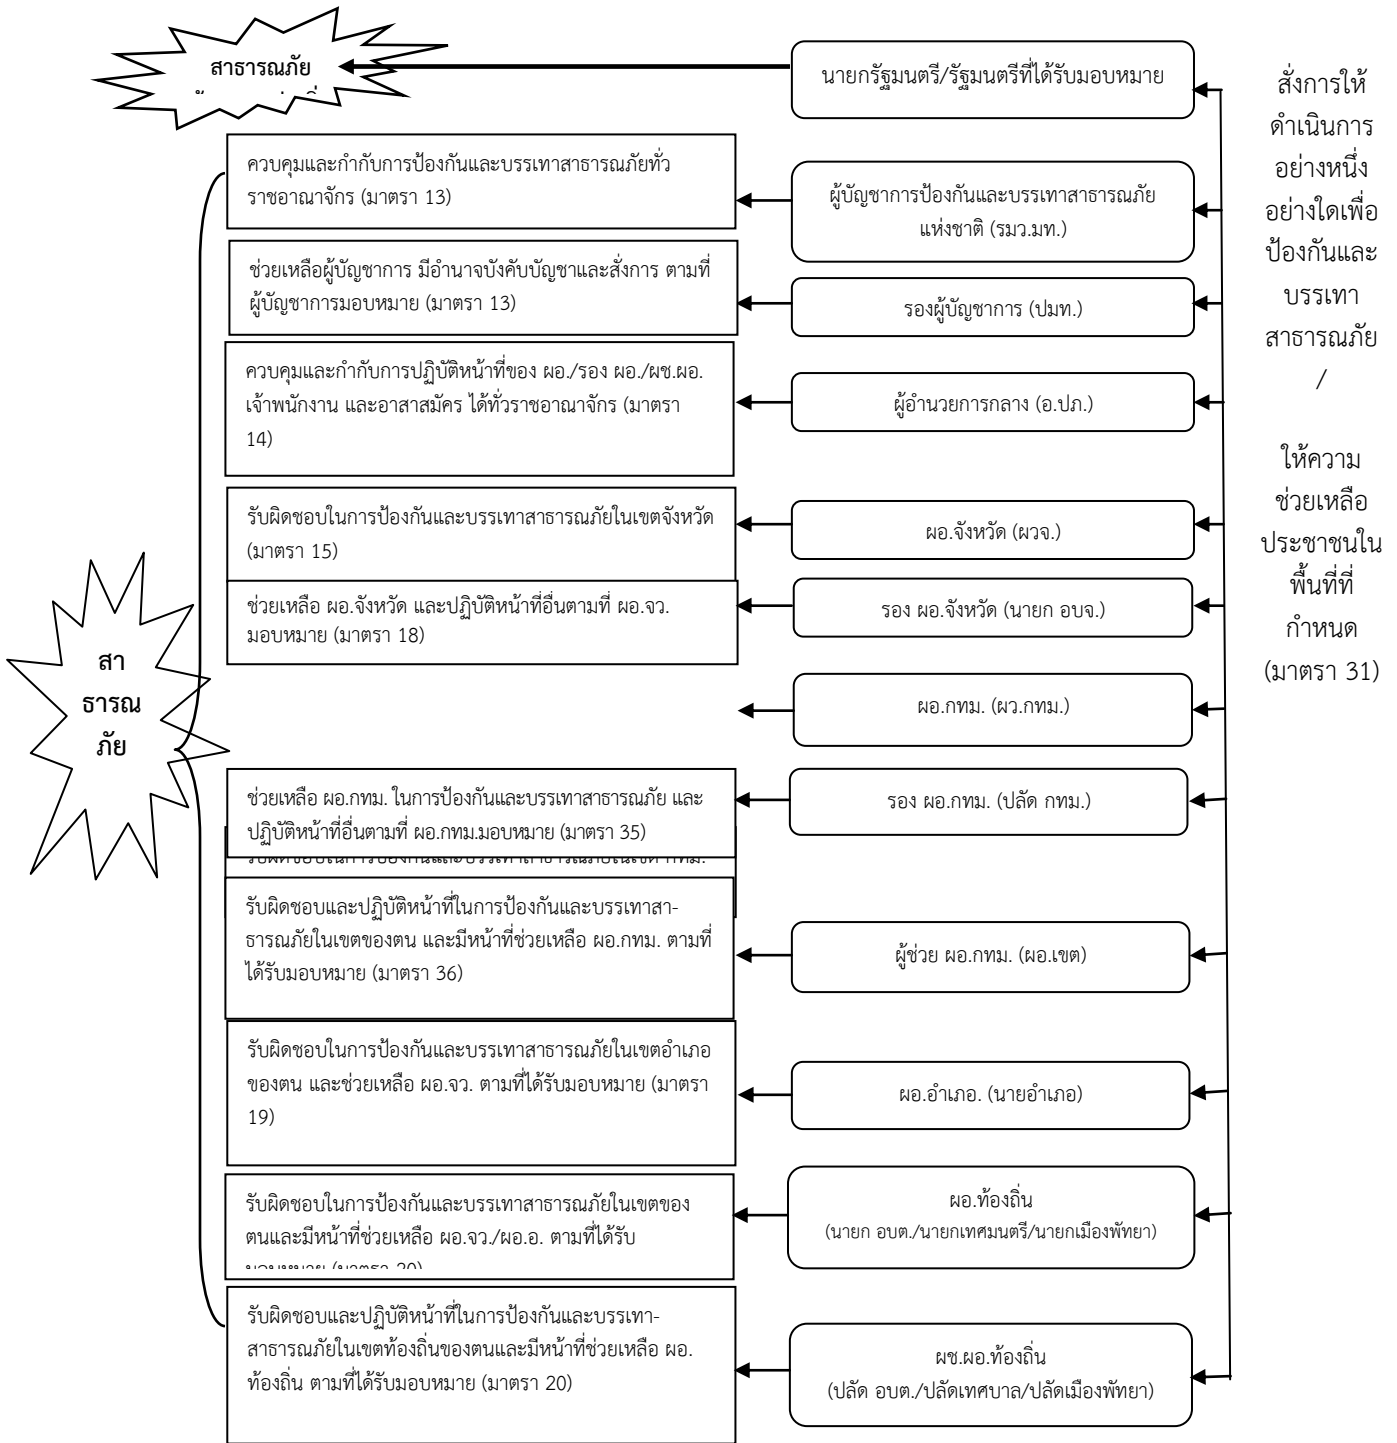 สาธารณภัย
นายกรัฐมนตรี/รัฐมนตรีที่ได้รับมอบหมาย
ควบคุมและกำกับการป้องกันและบรรเทาสาธารณภัยทั่ว
ราชอาณาจักร (มาตรา 13)
ผู้บัญชาการป้องกันและบรรเทาสาธารณภัย
แห่งชาติ (รมว.มท.)
ช่วยเหลือผู้บัญชาการ มีอำนาจบังคับบัญชาและสั่งการ ตามที่
ผู้บัญชาการมอบหมาย (มาตรา 13)
รองผู้บัญชาการ (ปมท.)
ควบคุมและกำกับการปฏิบัติหน้าที่ของ ผอ./รอง ผอ./ผช.ผอ.
เจ้าพนักงาน และอาสาสมัคร ได้ทั่วราชอาณาจักร (มาตรา
14)
ผู้อำนวยการกลาง (อ.ปภ.)
รับผิดชอบในการป้องกันและบรรเทาสาธารณภัยในเขตจังหวัด
(มาตรา 15)
ผอ.จังหวัด (ผวจ.)
ช่วยเหลือ ผอ.จังหวัด และปฏิบัติหน้าที่อื่นตามที่ ผอ.จว.
มอบหมาย (มาตรา 18)
รอง ผอ.จังหวัด (นายก อบจ.)
ผอ.กทม. (ผว.กทม.)
ช่วยเหลือ ผอ.กทม. ในการป้องกันและบรรเทาสาธารณภัย และ
ปฏิบัติหน้าที่อื่นตามที่ ผอ.กทม.มอบหมาย (มาตรา 35)
รับผิดชอบในการป้องกันและบรรเทาสาธารณภัยในเขต กทม.
รอง ผอ.กทม. (ปลัด กทม.)
รับผิดชอบและปฏิบัติหน้าที่ในการป้องกันและบรรเทาสา-
ธารณภัยในเขตของตน และมีหน้าที่ช่วยเหลือ ผอ.กทม. ตามที่
ได้รับมอบหมาย (มาตรา 36)
ผู้ช่วย ผอ.กทม. (ผอ.เขต)
รับผิดชอบในการป้องกันและบรรเทาสาธารณภัยในเขตอำเภอ
ของตน และช่วยเหลือ ผอ.จว. ตามที่ได้รับมอบหมาย (มาตรา
19)
ผอ.อำเภอ. (นายอำเภอ)
รับผิดชอบในการป้องกันและบรรเทาสาธารณภัยในเขตของ
ตนและมีหน้าที่ช่วยเหลือ ผอ.จว./ผอ.อ. ตามที่ได้รับ
มอบหมาย (มาตรา 20)
ผอ.ท้องถิ่น
(นายก อบต./นายกเทศมนตรี/นายกเมืองพัทยา)
รับผิดชอบและปฏิบัติหน้าที่ในการป้องกันและบรรเทา-
สาธารณภัยในเขตท้องถิ่นของตนและมีหน้าที่ช่วยเหลือ ผอ.
ท้องถิ่น ตามที่ได้รับมอบหมาย (มาตรา 20)
ผช.ผอ.ท้องถิ่น
(ปลัด อบต./ปลัดเทศบาล/ปลัดเมืองพัทยา)
สา
ธารณ
ภัย
สั่งการให้
ดำเนินการ
อย่างหนึ่ง
อย่างใดเพื่อ
ป้องกันและ
บรรเทา
สาธารณภัย
/
ให้ความ
ช่วยเหลือ
ประชาชนใน
พื้นที่ที่
กำหนด
(มาตรา 31)